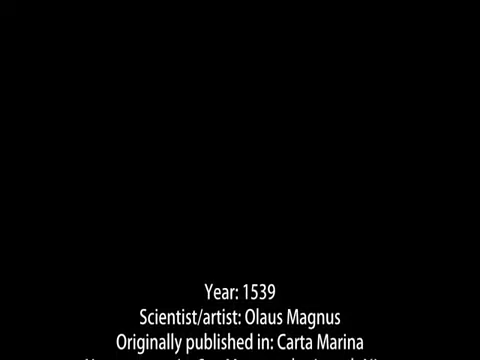 Year: 1539
Scientist/artist: Olaus Magnus
Originally published in: Carta Marina